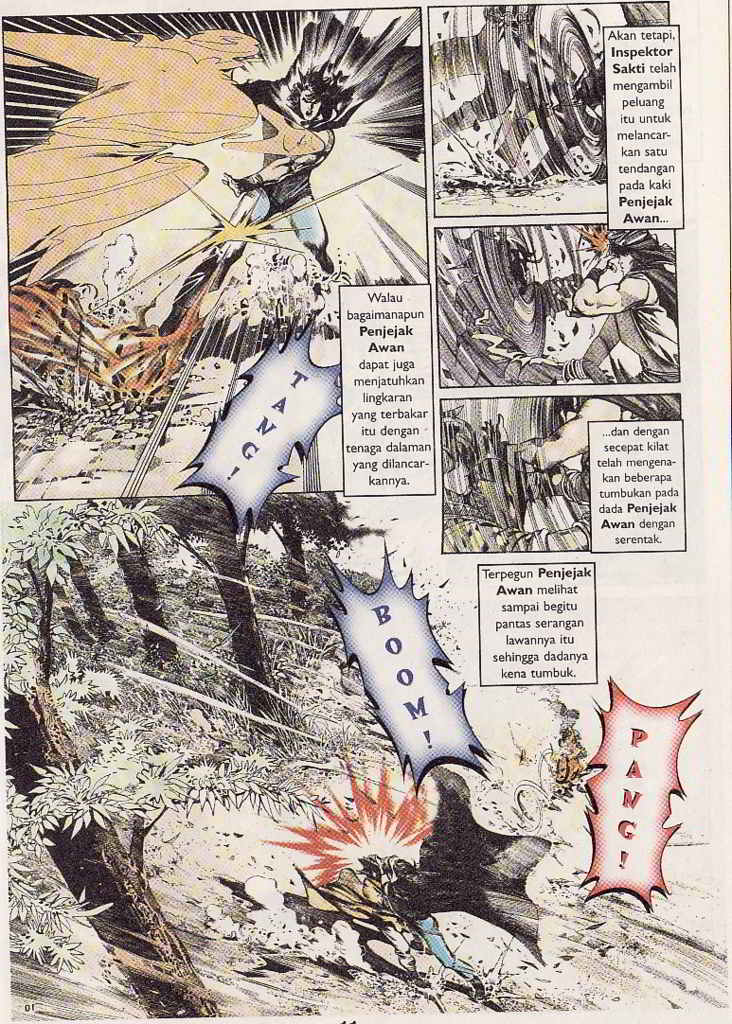 Walau
bagaimanapun
Penjejak
Awan
dapat juga
menjatuhkan
lingkaran
yang terbakar
itu dengan
tenaga dalaman
yang dilancar-
kannya.
TANG!
Akan tetapi,
Inspektor
Sakti telah
mengambil
peluang
itu untuk
melancar-
kan satu
tendangan
pada kaki
Penjejak
Awan...
...dan dengan
secepat kilat
telah mengena-
kan beberapa
tumbukan pada
dada Penjejak
Awan dengan
serentak.
Terpegun Penjejak
Awan melihat
sampai begitu
pantas serangan
lawannya itu
sehingga dadanya
kena tumbuk.
BOOM!
PANG!